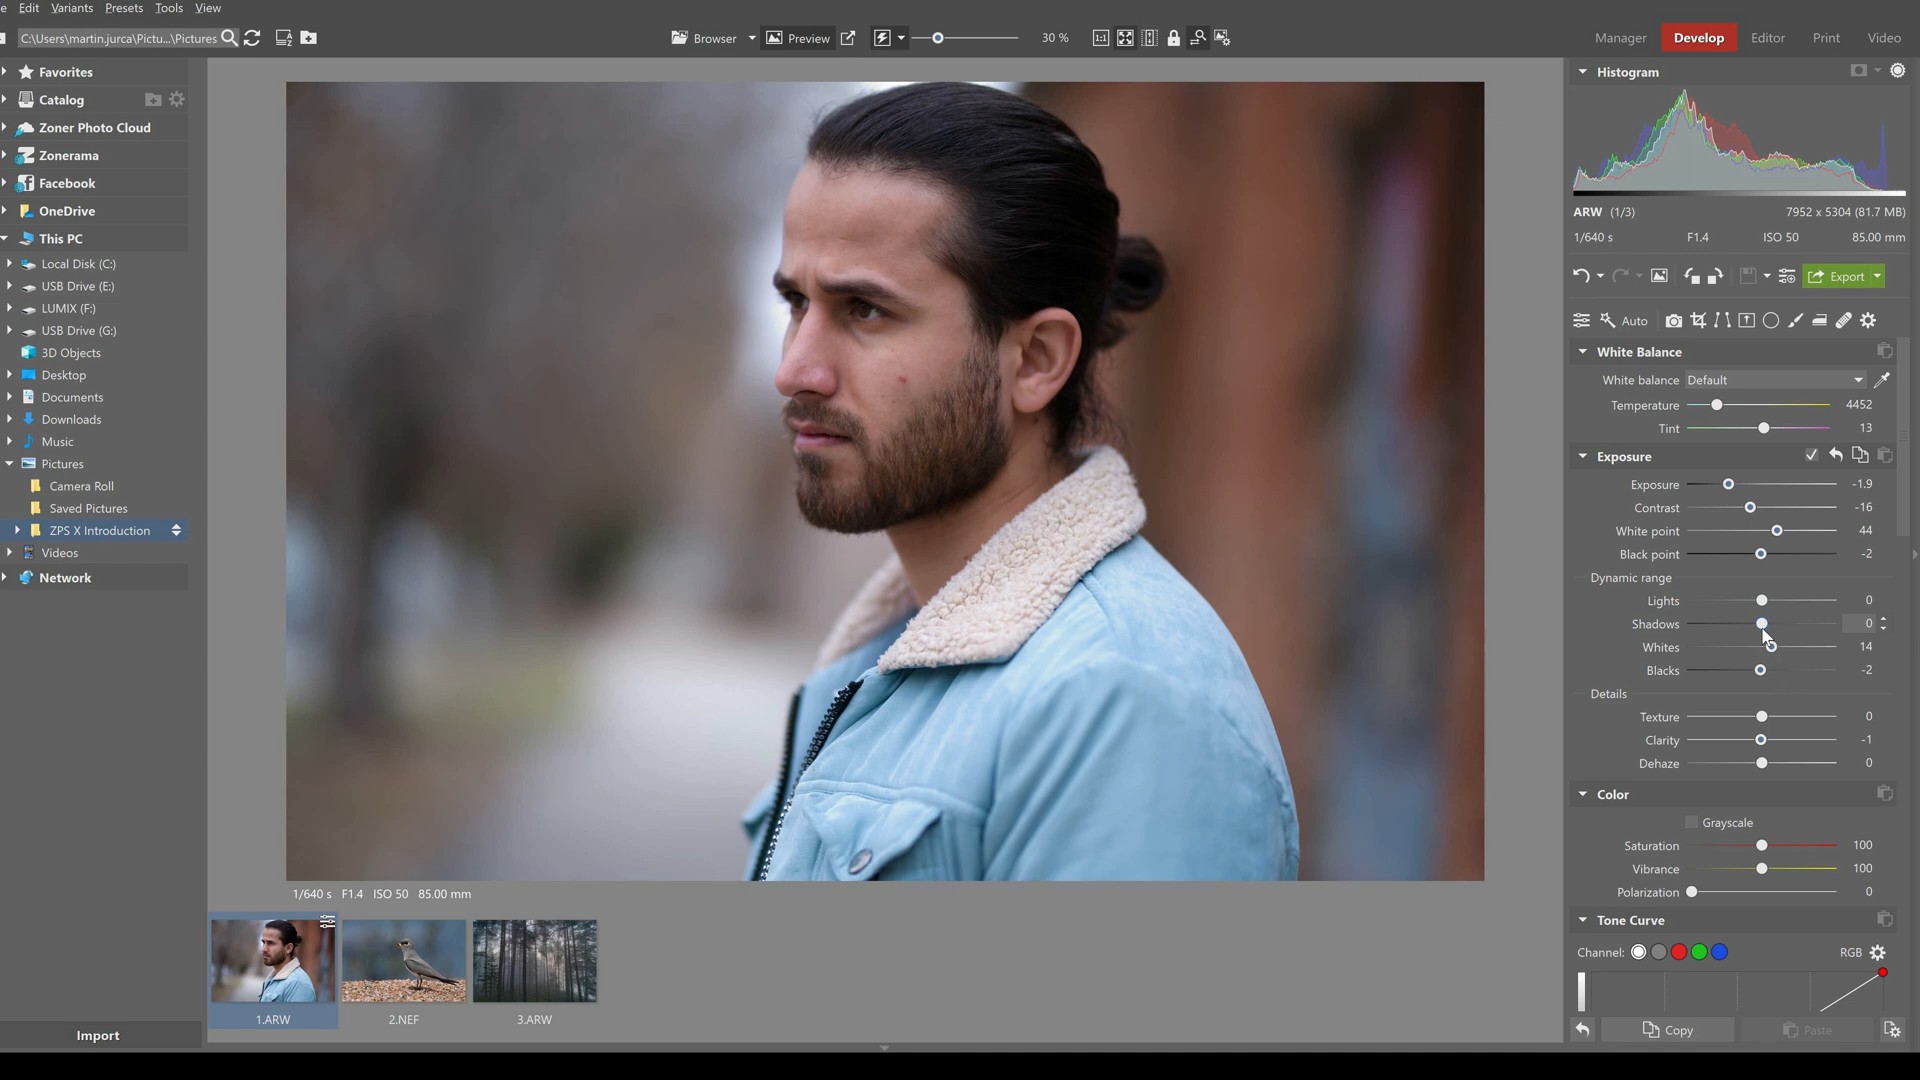 Edit Variants Presets Tools View
C:\Users\martin.jurca\Pictu...\Pictures
Browser Preview 30 %
Manager Develop Editor Print Video
Favorites
Catalog
Zoner Photo Cloud
Zonerama
Facebook
OneDrive
This PC
Local Disk (C:)
USB Drive (E:)
LUMIX (F:)
USB Drive (G:)
3D Objects
Desktop
Documents
Downloads
Music
Pictures
Camera Roll
Saved Pictures
ZPS X Introduction
Videos
Network
Import
1/640 s F1.4 ISO 50 85.00 mm
1.ARW 2.NEF 3.ARW
Histogram
ARW (1/3) 7952 x 5304 (81.7 MB)
1/640 s F1.4 ISO 50 85.00 mm
Export
Auto
White Balance
White balance Default
Temperature 4452
Tint 13
Exposure
Exposure -1.9
Contrast -16
White point 44
Black point -2
Dynamic range
Lights 0
Shadows 0
Whites 14
Blacks -2
Details
Texture 0
Clarity -1
Dehaze 0
Color
Grayscale
Saturation 100
Vibrance 100
Polarization 0
Tone Curve
Channel: RGB
Copy Paste